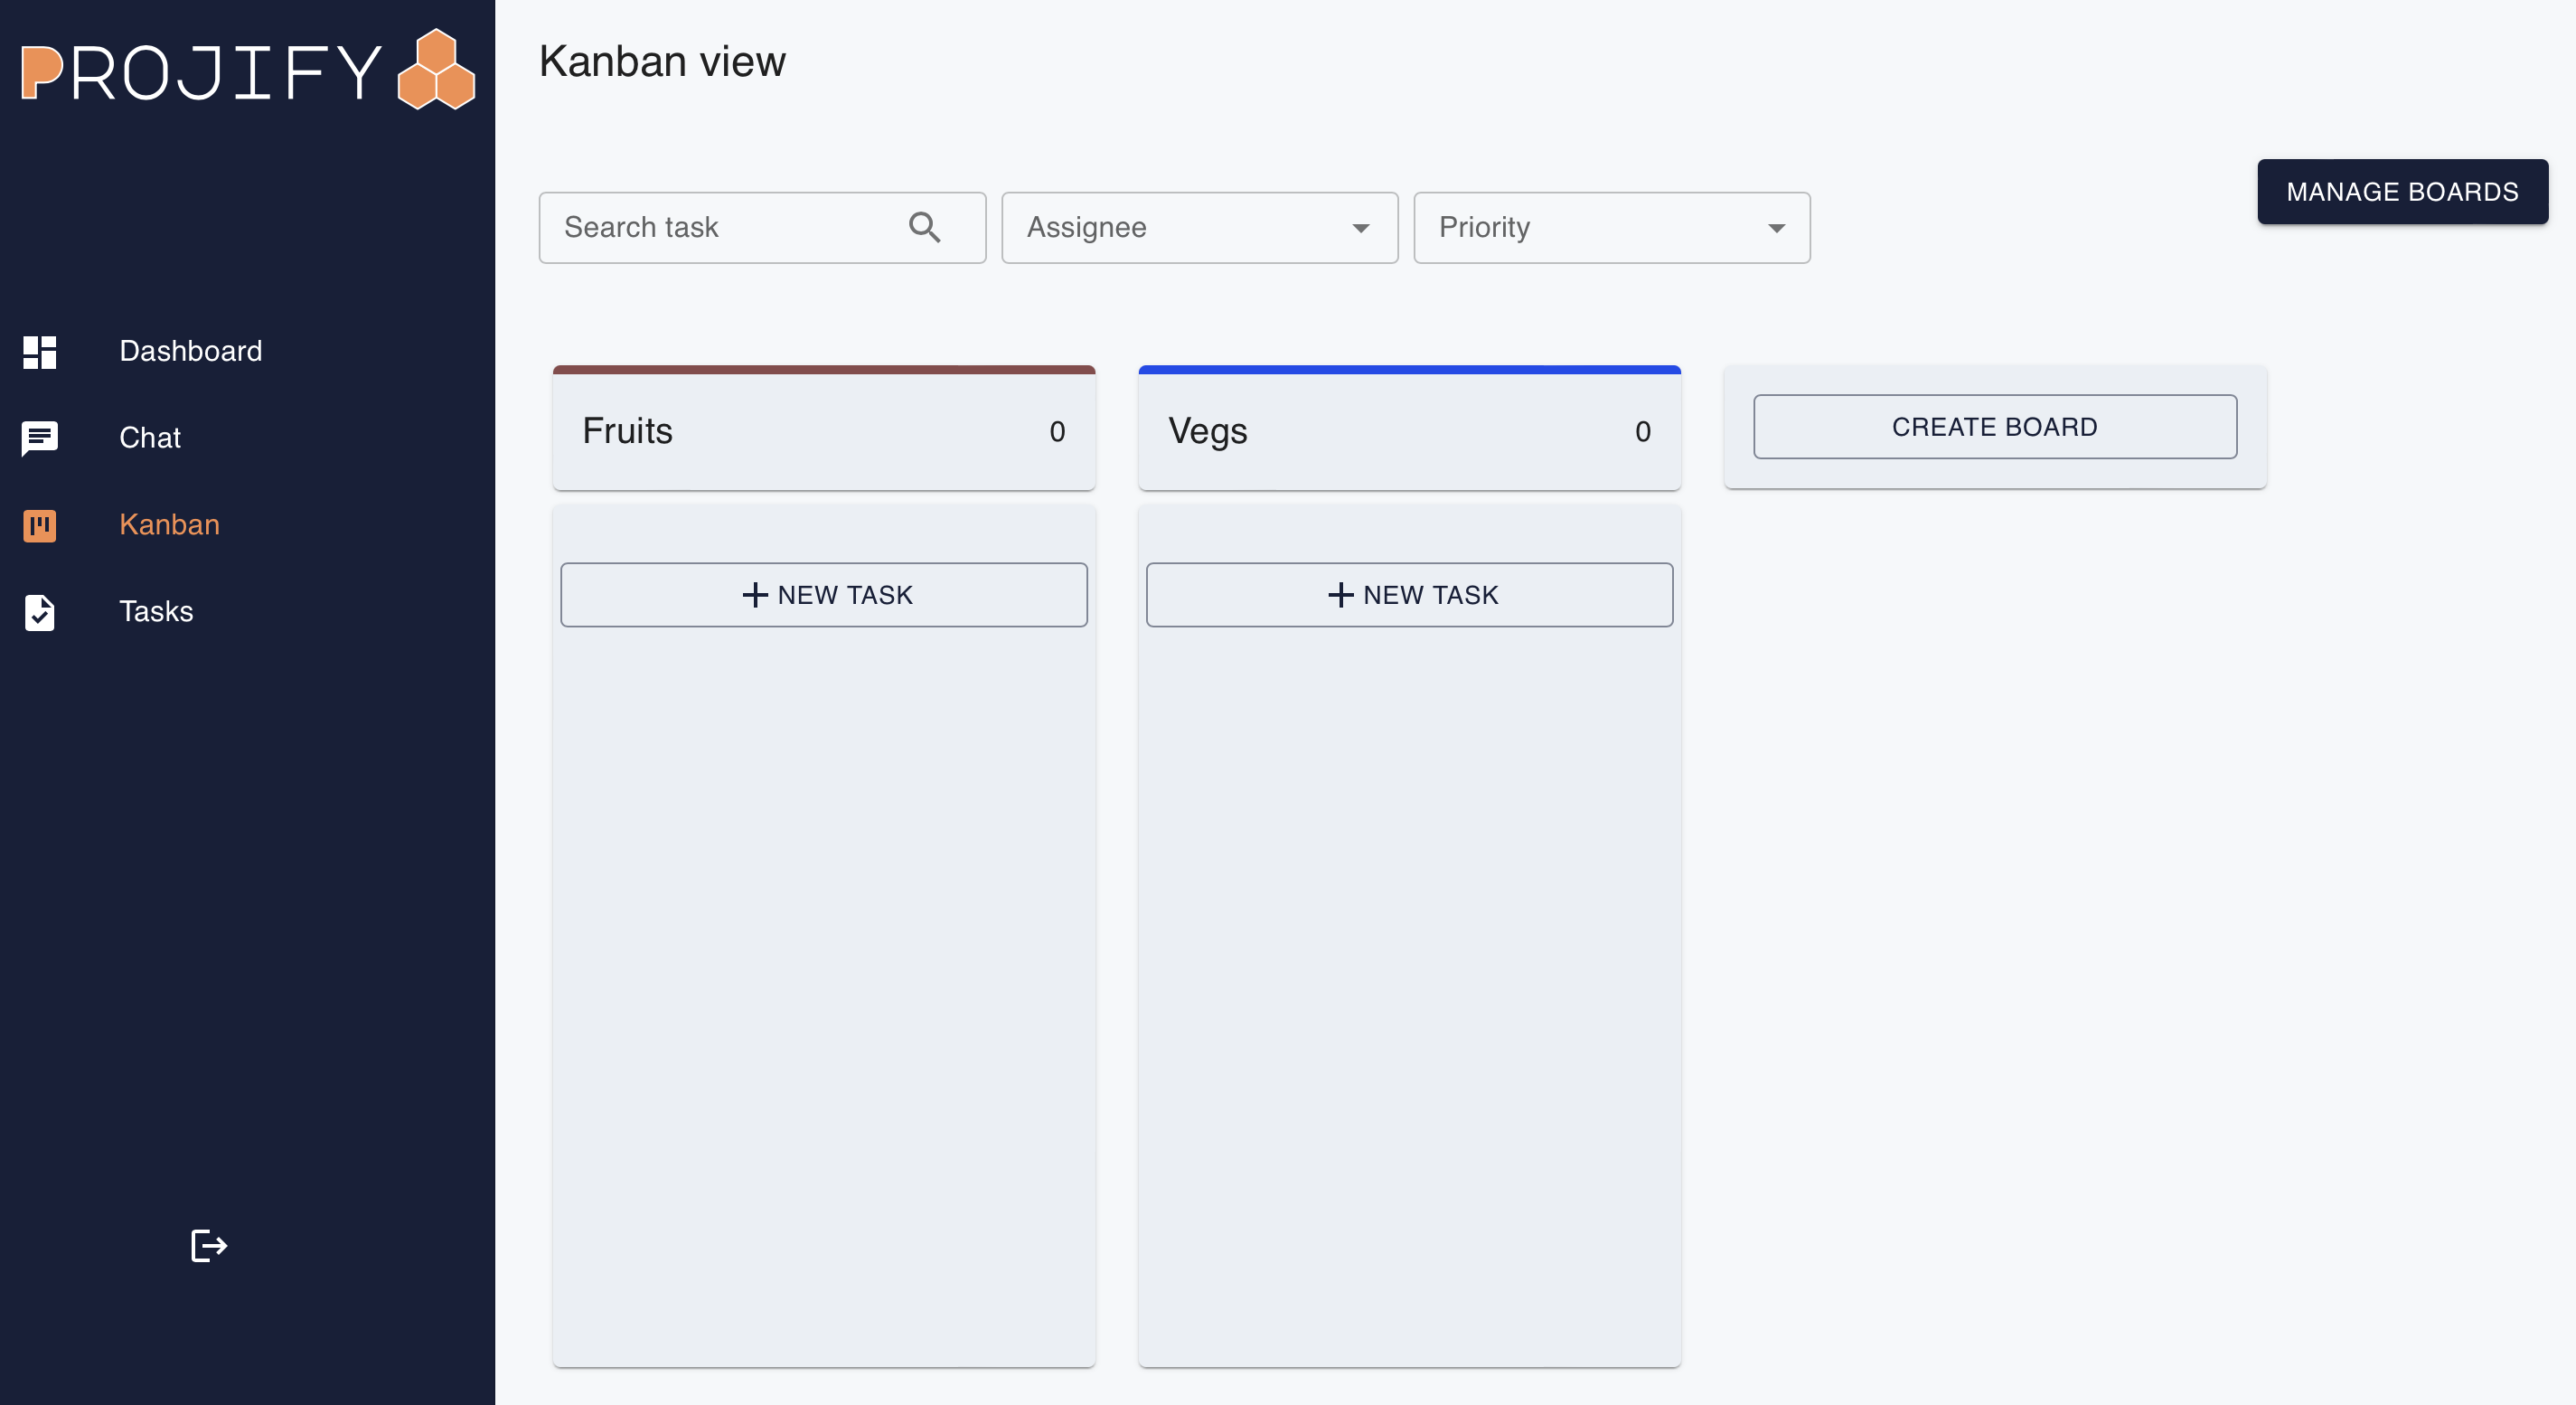 PROJIFY
Dashboard
Chat
Kanban
Tasks
Kanban view
MANAGE BOARDS
Search task
Assignee
Priority
Fruits 0
NEW TASK
Vegs 0
NEW TASK
CREATE BOARD